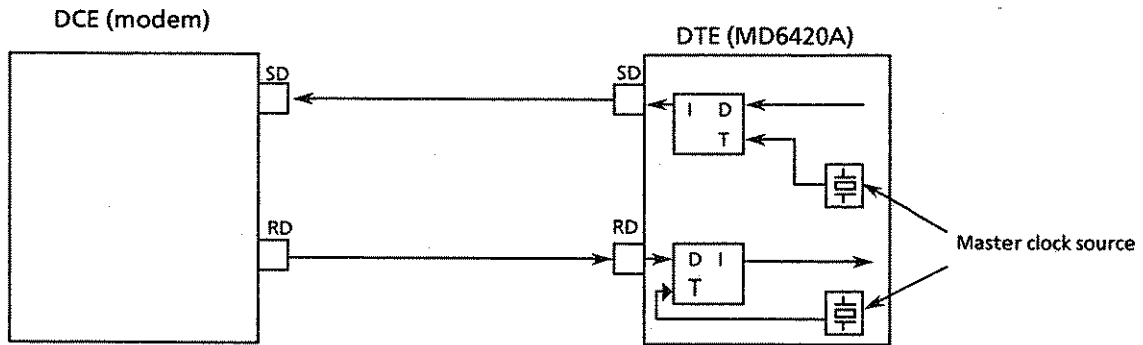 DCE (modem)
DTE (MD6420A)
SD
SD
I D
T
RD
RD
D I
T
Master clock source